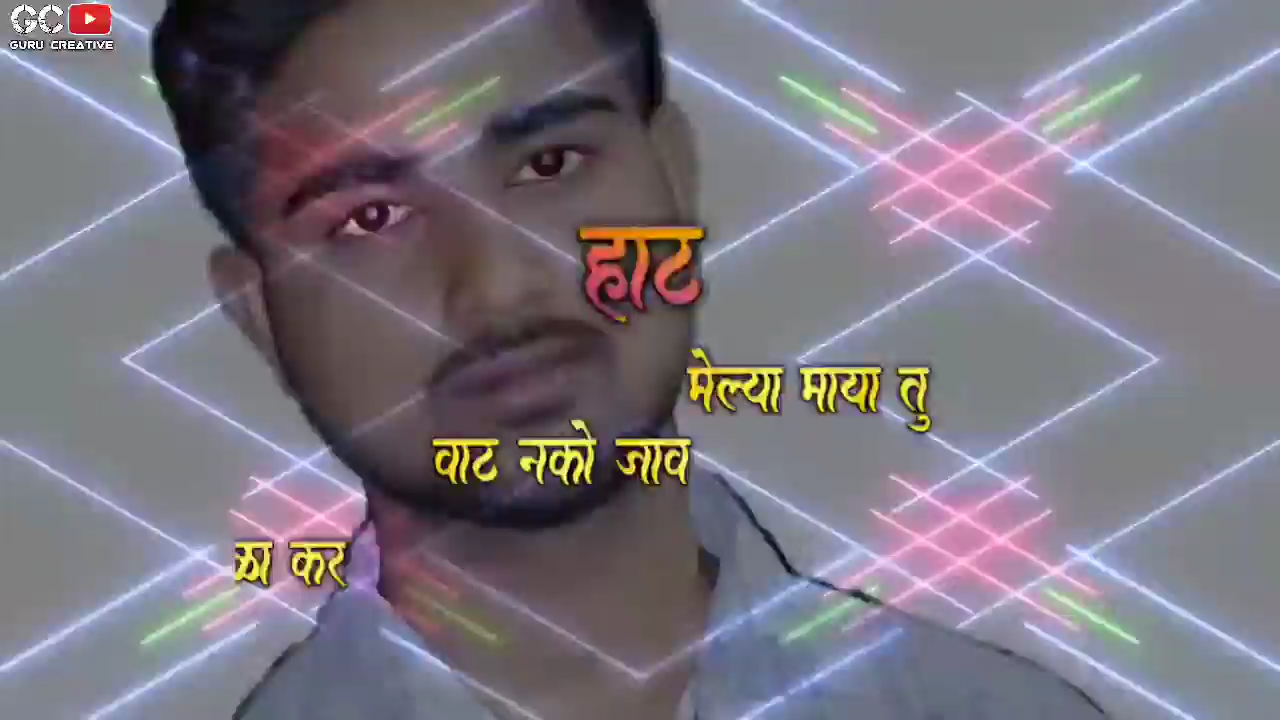 GC
GURU CREATIVE
हाट
मेल्या माया तु
वाट नको जाव
ळा कर